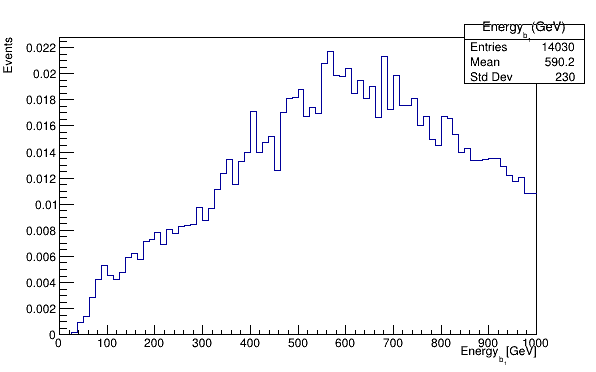 Energy_b_1 (GeV)
Entries 14030
Mean 590.2
Std Dev 230
Events
0.022
0.02
0.018
0.016
0.014
0.012
0.01
0.008
0.006
0.004
0.002
0
0 100 200 300 400 500 600 700 800 900 1000
Energy_b_1 [GeV]